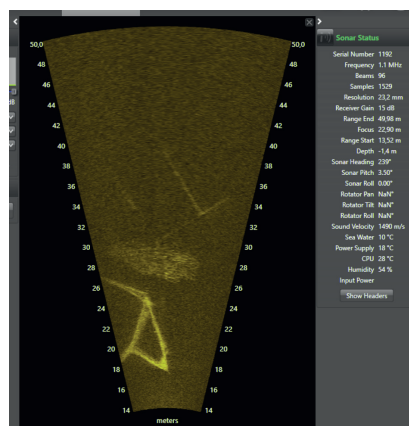 Sonar Status
Serial Number 1192
Frequency 1.1 MHz
Beams 96
Samples 1529
Resolution 23,2 mm
Receiver Gain 15 dB
Range End 49,98 m
Focus 22,90 m
Range Start 13,52 m
Depth -1,4 m
Sonar Heading 239°
Sonar Pitch 3.50°
Sonar Roll 0.00°
Rotator Pan NaN°
Rotator Tilt NaN°
Rotator Roll NaN°
Sound Velocity 1490 m/s
Sea Water 10 °C
Power Supply 18 °C
CPU 28 °C
Humidity 54 %
Input Power
Show Headers
dB
50,0 50,0
48 48
46 46
44 44
42 42
40 40
38 38
36 36
34 34
32 32
30 30
28 28
26 26
24 24
22 22
20 20
18 18
16 16
14 14
meters